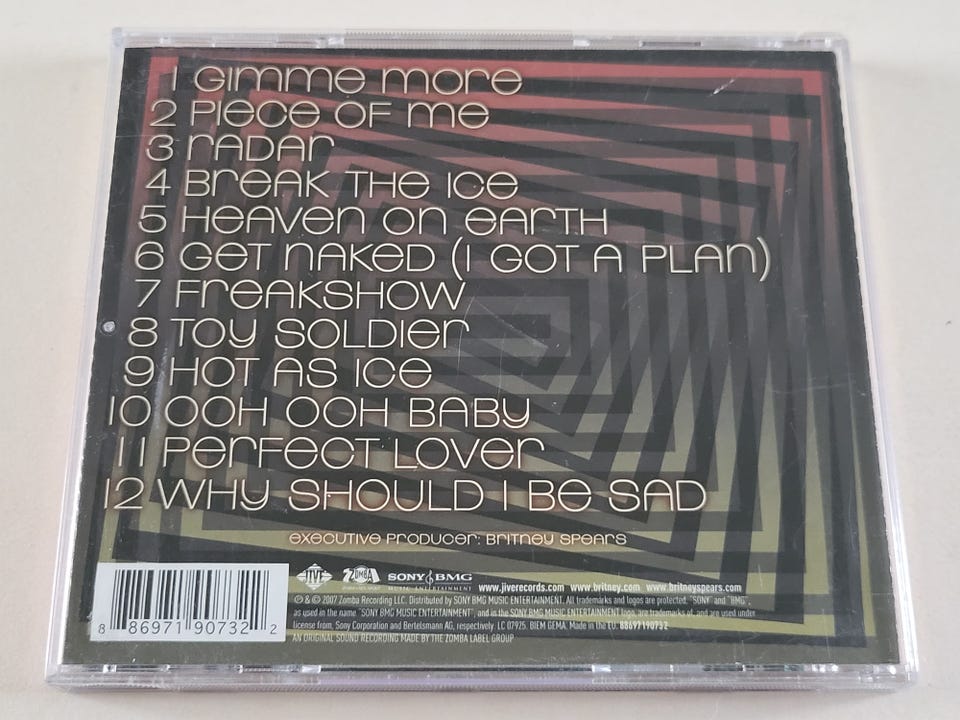 1 GIMME MORE
2 PIECE OF ME
3 RADAR
4 BREAK THE ICE
5 HEAVEN ON EARTH
6 GET NAKED (I GOT A PLAN)
7 FREAKSHOW
8 TOY SOLDIER
9 HOT AS ICE
10 OOH OOH BABY
11 PERFECT LOVER
12 WHY SHOULD I BE SAD
EXECUTIVE PRODUCER: BRITNEY SPEARS
JIVE ZOMBA SONY BMG MUSIC ENTERTAINMENT www.jiverecords.com www.britney.com www.britneyspears.com
℗ & © 2007 Zomba Recording LLC. Distributed by SONY BMG MUSIC ENTERTAINMENT. All trademarks and logos are protected. "SONY" and "BMG",
as used in the name "SONY BMG MUSIC ENTERTAINMENT" and in the SONY BMG MUSIC ENTERTAINMENT logo, are trademarks of, and are used under
license from, Sony Corporation and Bertelsmann AG, respectively. LC 07925. BIEM GEMA. Made in the EU. 88697190732
AN ORIGINAL SOUND RECORDING MADE BY THE ZOMBA LABEL GROUP
8 86971 90732 2